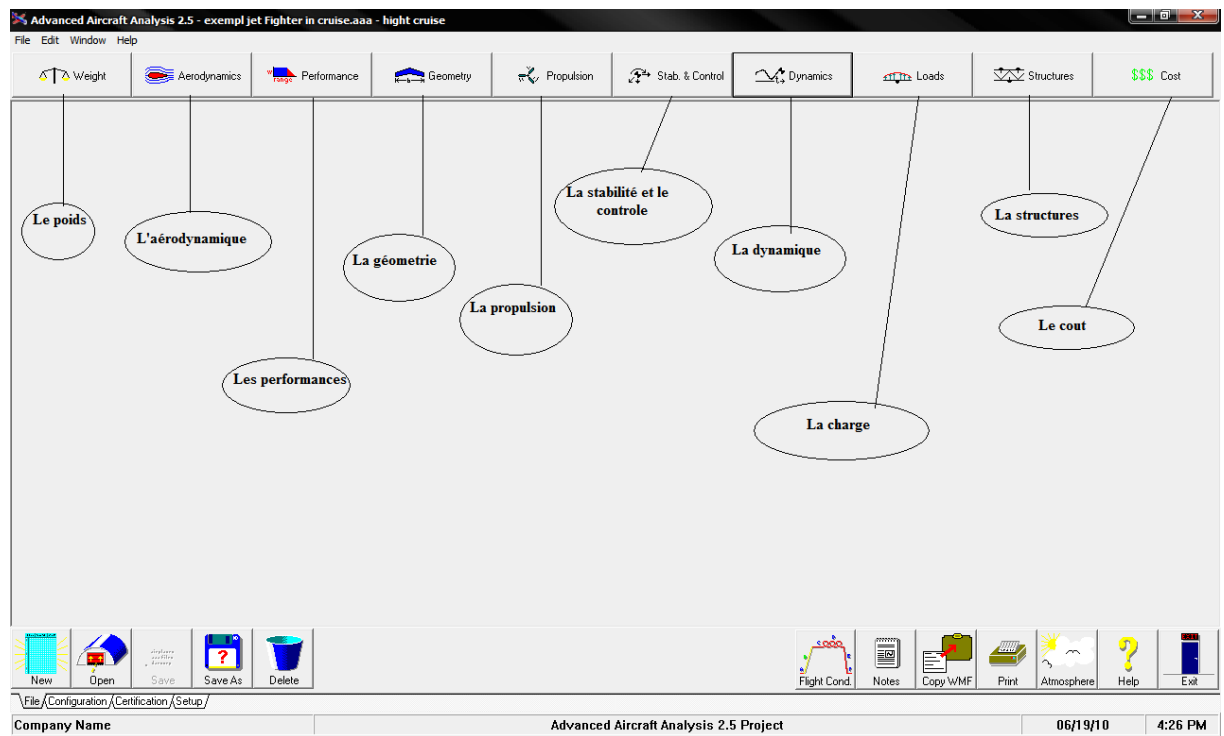 Advanced Aircraft Analysis 2.5 - exempl jet Fighter in cruise.aaa - hight cruise
File Edit Window Help
Weight
Aerodynamics
W range Performance
Geometry
Propulsion
Stab. & Control
Dynamics
Loads
Structures
$$$ Cost
La stabilité et le
controle
Le poids
La structures
L'aérodynamique
La dynamique
La géometrie
La propulsion
Le cout
Les performances
La charge
New
Open
Save
Save As
Delete
Flight Cond.
Notes
Copy WMF
Print
Atmosphere
Help
Exit
File Configuration Certification Setup
Company Name
Advanced Aircraft Analysis 2.5 Project
06/19/10
4:26 PM